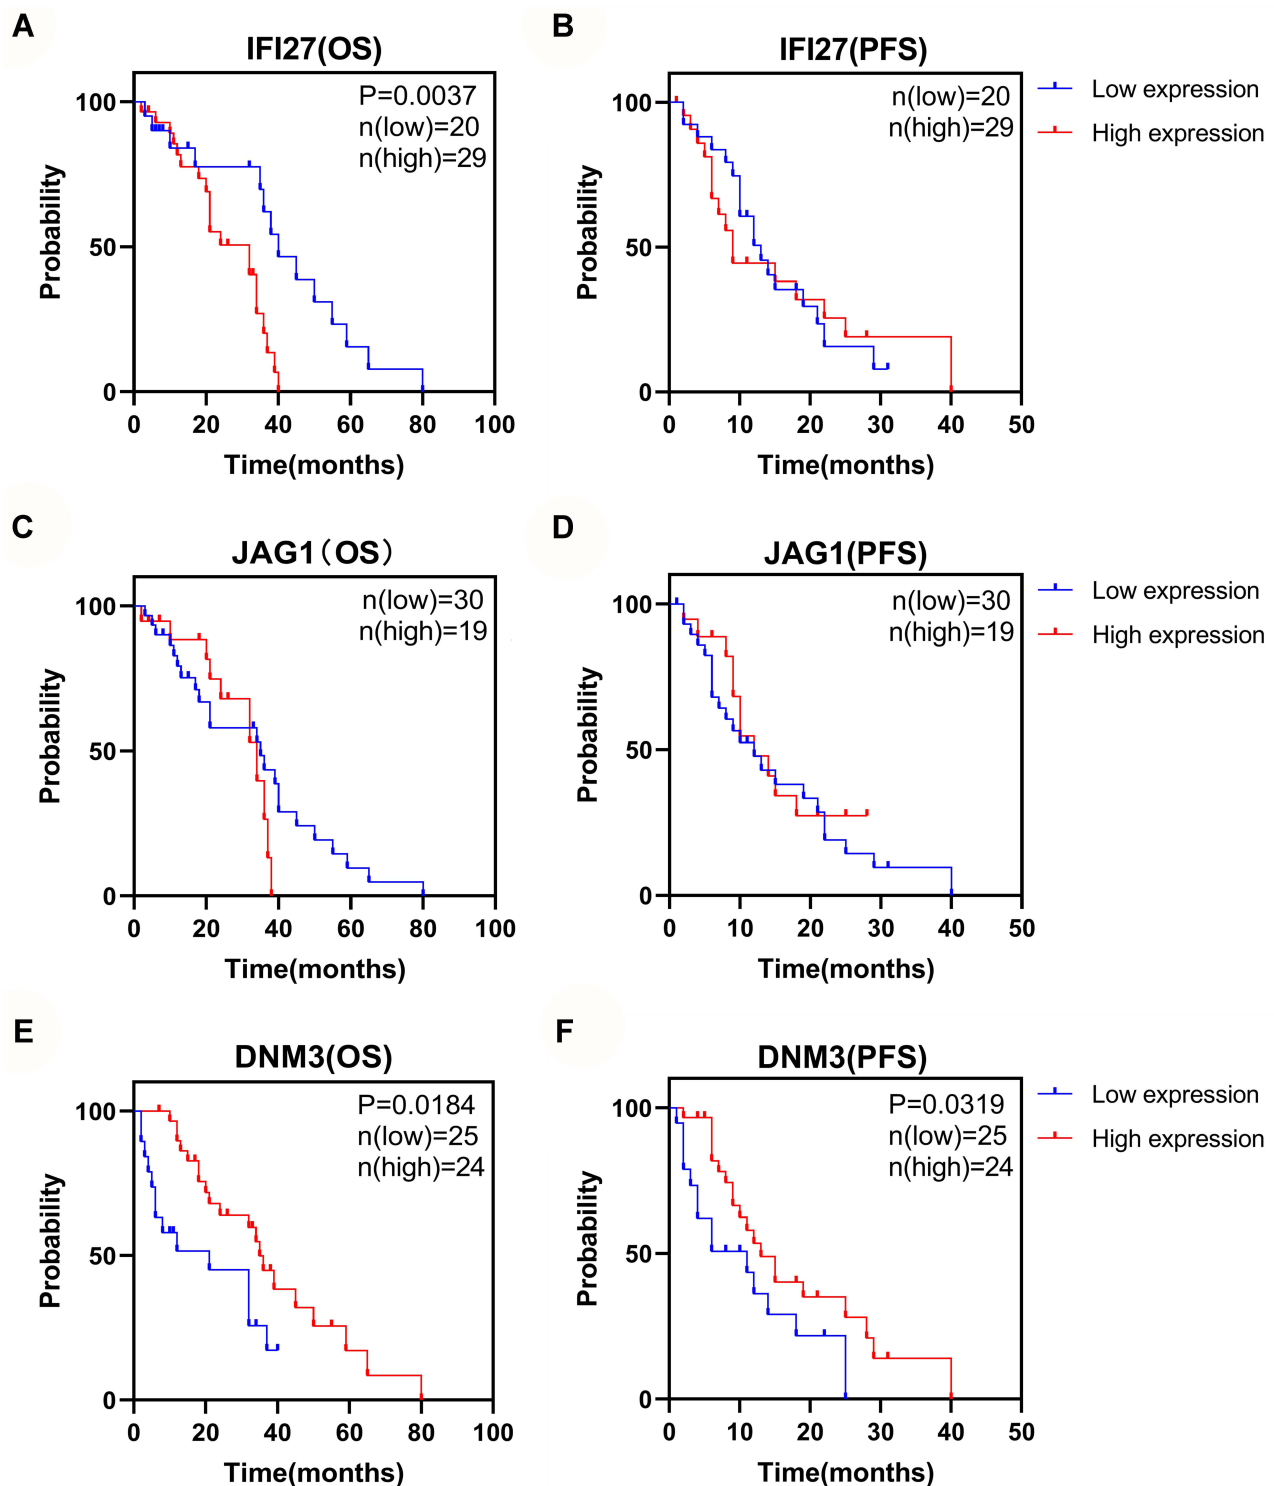 A
IFI27(OS)
P=0.0037
n(low)=20
n(high)=29
100
50
0
Probability
0 20 40 60 80 100
Time(months)
B
IFI27(PFS)
n(low)=20
n(high)=29
100
50
0
Probability
0 10 20 30 40 50
Time(months)
Low expression
High expression
C
JAG1（OS）
n(low)=30
n(high)=19
100
50
0
Probability
0 20 40 60 80 100
Time(months)
D
JAG1(PFS)
n(low)=30
n(high)=19
100
50
0
Probability
0 10 20 30 40 50
Time(months)
Low expression
High expression
E
DNM3(OS)
P=0.0184
n(low)=25
n(high)=24
100
50
0
Probability
0 20 40 60 80 100
Time(months)
F
DNM3(PFS)
P=0.0319
n(low)=25
n(high)=24
100
50
0
Probability
0 10 20 30 40 50
Time(months)
Low expression
High expression